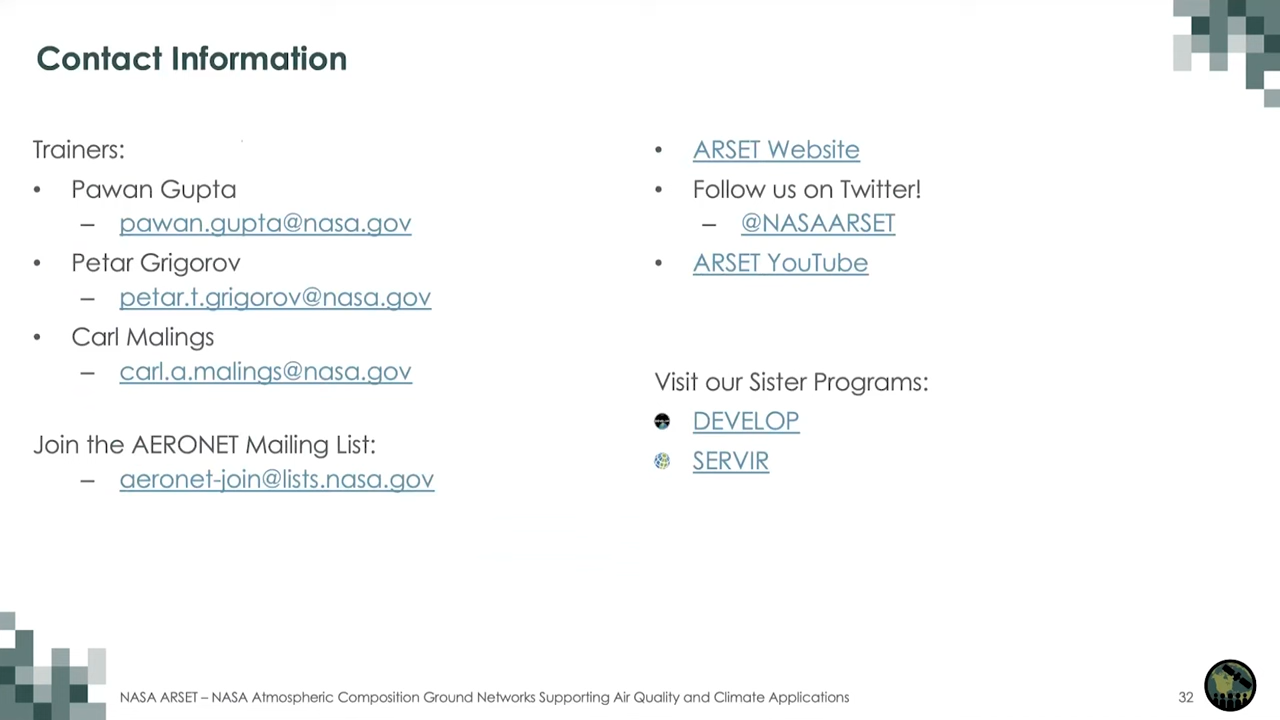 Contact Information
Trainers:
• Pawan Gupta
– pawan.gupta@nasa.gov
• Petar Grigorov
– petar.t.grigorov@nasa.gov
• Carl Malings
– carl.a.malings@nasa.gov
Join the AERONET Mailing List:
– aeronet-join@lists.nasa.gov
• ARSET Website
• Follow us on Twitter!
– @NASAARSET
• ARSET YouTube
Visit our Sister Programs:
DEVELOP
SERVIR
NASA ARSET – NASA Atmospheric Composition Ground Networks Supporting Air Quality and Climate Applications
32